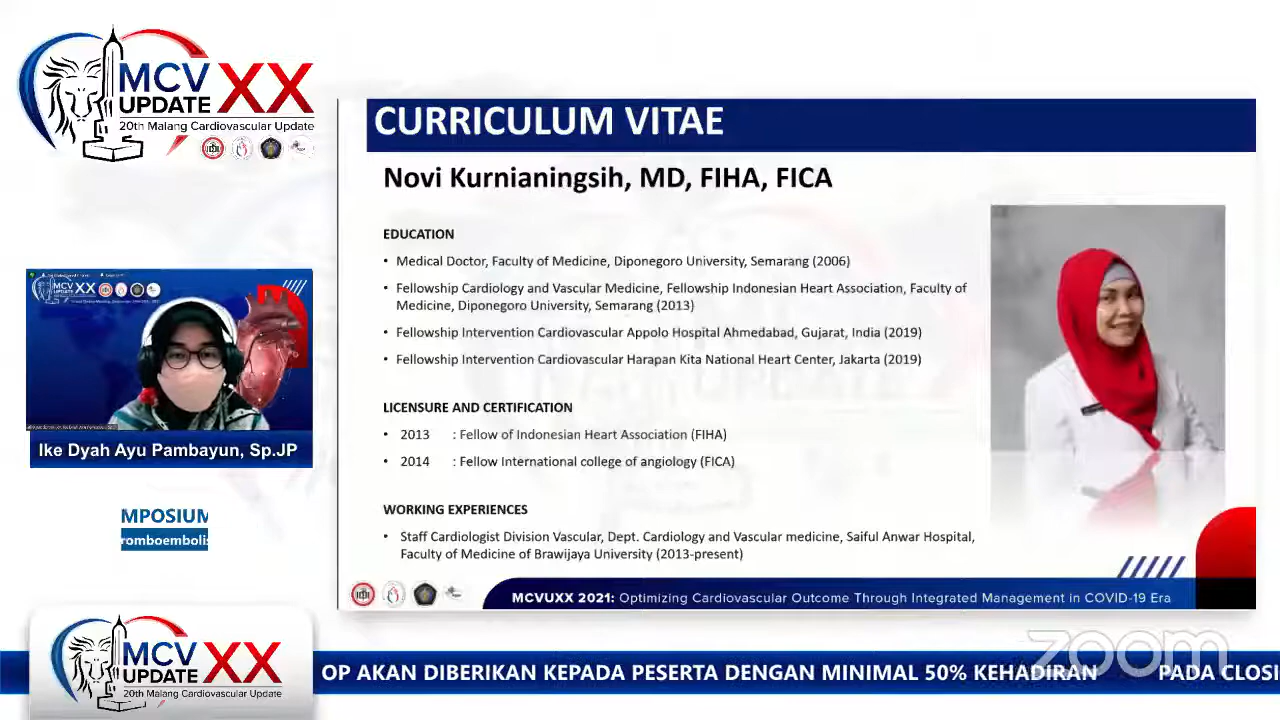 MCV
UPDATE XX
20th Malang Cardiovascular Update
MCV
UPDATE XX
Ike Dyah Ayu Pambayun, Sp.JP
MPOSIUM
romboembolis
CURRICULUM VITAE
Novi Kurnianingsih, MD, FIHA, FICA
EDUCATION
• Medical Doctor, Faculty of Medicine, Diponegoro University, Semarang (2006)
• Fellowship Cardiology and Vascular Medicine, Fellowship Indonesian Heart Association, Faculty of
Medicine, Diponegoro University, Semarang (2013)
• Fellowship Intervention Cardiovascular Appolo Hospital Ahmedabad, Gujarat, India (2019)
• Fellowship Intervention Cardiovascular Harapan Kita National Heart Center, Jakarta (2019)
LICENSURE AND CERTIFICATION
• 2013 : Fellow of Indonesian Heart Association (FIHA)
• 2014 : Fellow International college of angiology (FICA)
WORKING EXPERIENCES
• Staff Cardiologist Division Vascular, Dept. Cardiology and Vascular medicine, Saiful Anwar Hospital,
Faculty of Medicine of Brawijaya University (2013-present)
MCVUXX 2021: Optimizing Cardiovascular Outcome Through Integrated Management in COVID-19 Era
zoom
MCV
UPDATE XX
20th Malang Cardiovascular Update
OP AKAN DIBERIKAN KEPADA PESERTA DENGAN MINIMAL 50% KEHADIRAN PADA CLOSI